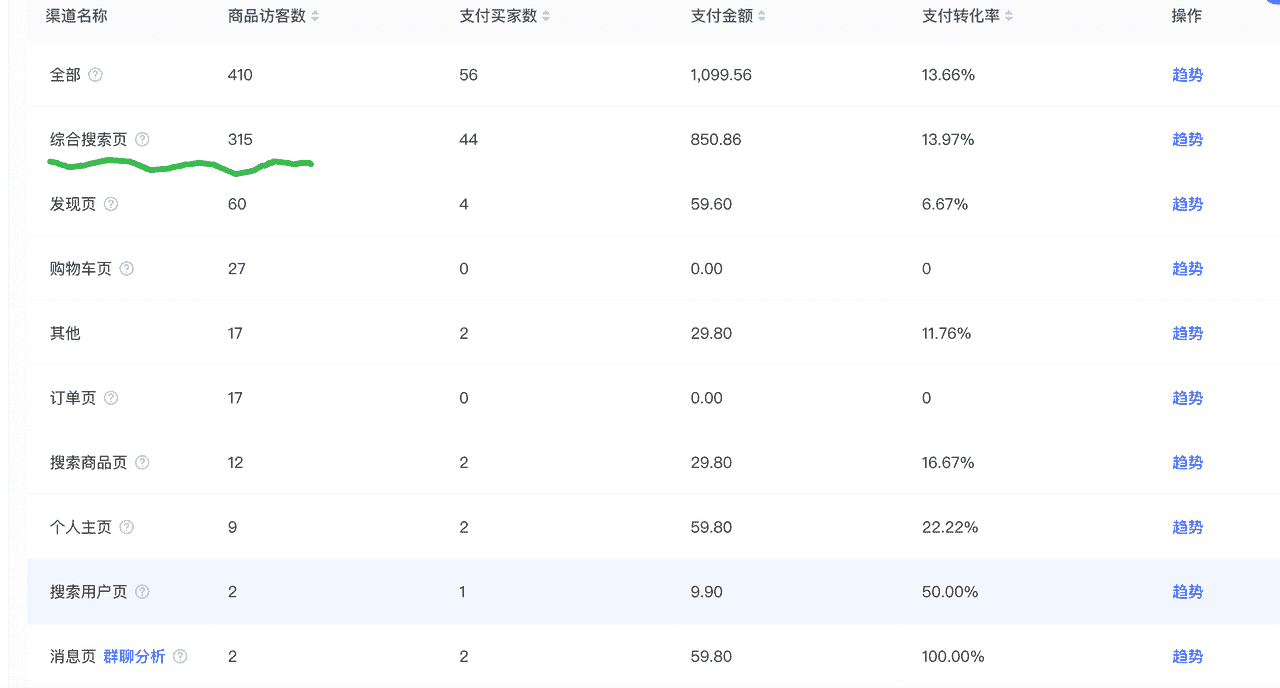 渠道名称 商品访客数 支付买家数 支付金额 支付转化率 操作
全部 ? 410 56 1,099.56 13.66% 趋势
综合搜索页 ? 315 44 850.86 13.97% 趋势
发现页 ? 60 4 59.60 6.67% 趋势
购物车页 ? 27 0 0.00 0 趋势
其他 17 2 29.80 11.76% 趋势
订单页 ? 17 0 0.00 0 趋势
搜索商品页 ? 12 2 29.80 16.67% 趋势
个人主页 ? 9 2 59.80 22.22% 趋势
搜索用户页 ? 2 1 9.90 50.00% 趋势
消息页 群聊分析 ? 2 2 59.80 100.00% 趋势